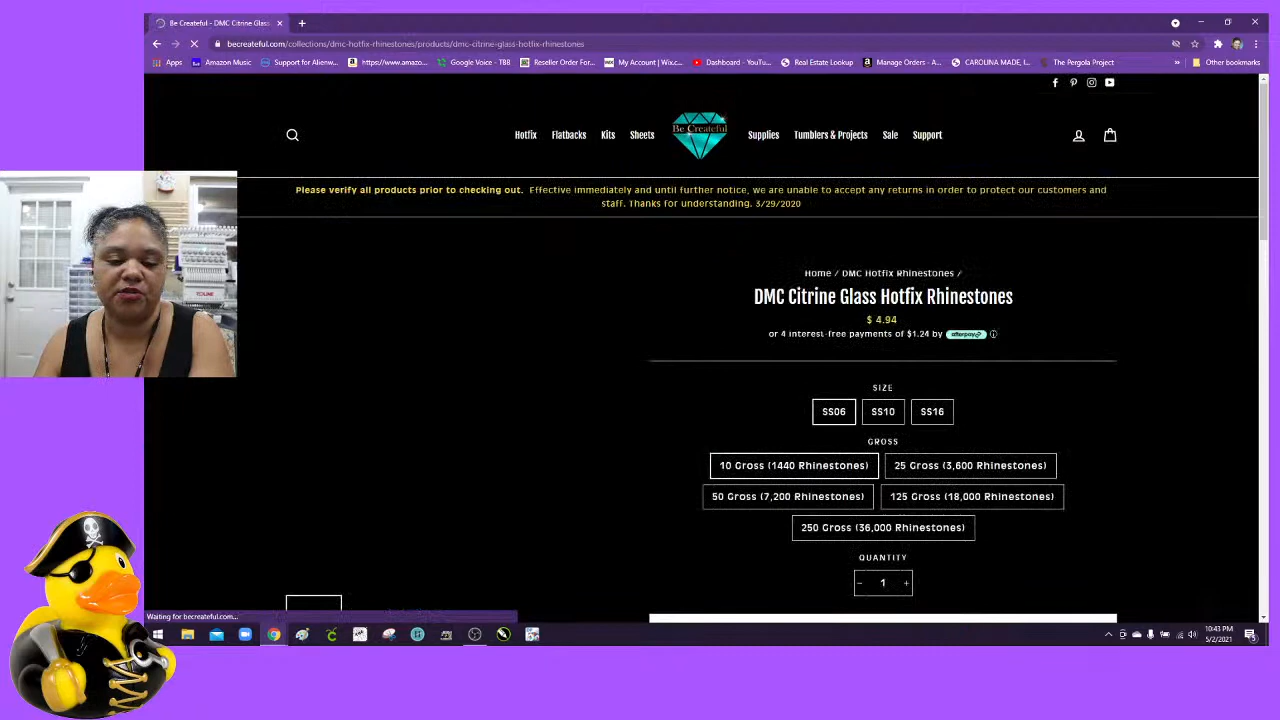 Be Createful - DMC Citrine Glass
becreateful.com/collections/dmc-hotfix-rhinestones/products/dmc-citrine-glass-hotfix-rhinestones
Apps Amazon Music Support for Alienw... https://www.amazo... Google Voice - TBB Reseller Order For... My Account | Wix.c... Dashboard - YouTu... Real Estate Lookup Manage Orders - A... CAROLINA MADE, I... The Pergola Project » Other bookmarks
Hotfix Flatbacks Kits Sheets Be Createful Supplies Tumblers & Projects Sale Support
Please verify all products prior to checking out. Effective immediately and until further notice, we are unable to accept any returns in order to protect our customers and
staff. Thanks for understanding. 3/29/2020
Home / DMC Hotfix Rhinestones /
DMC Citrine Glass Hotfix Rhinestones
$ 4.94
or 4 interest-free payments of $1.24 by afterpay
SIZE
SS06 SS10 SS16
GROSS
10 Gross (1440 Rhinestones) 25 Gross (3,600 Rhinestones)
50 Gross (7,200 Rhinestones) 125 Gross (18,000 Rhinestones)
250 Gross (36,000 Rhinestones)
QUANTITY
− 1 +
Waiting for becreateful.com...
10:43 PM
5/2/2021